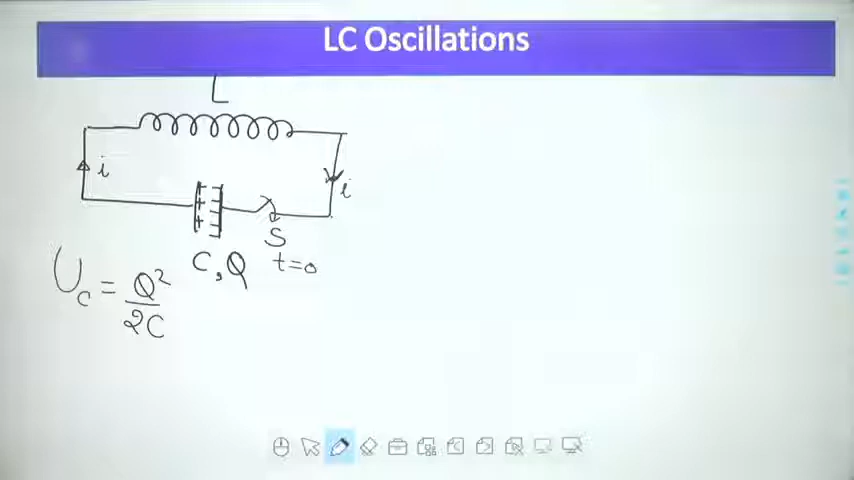 LC Oscillations
L
i
i
S
C, Q
t=0
U_C = Q²/2C